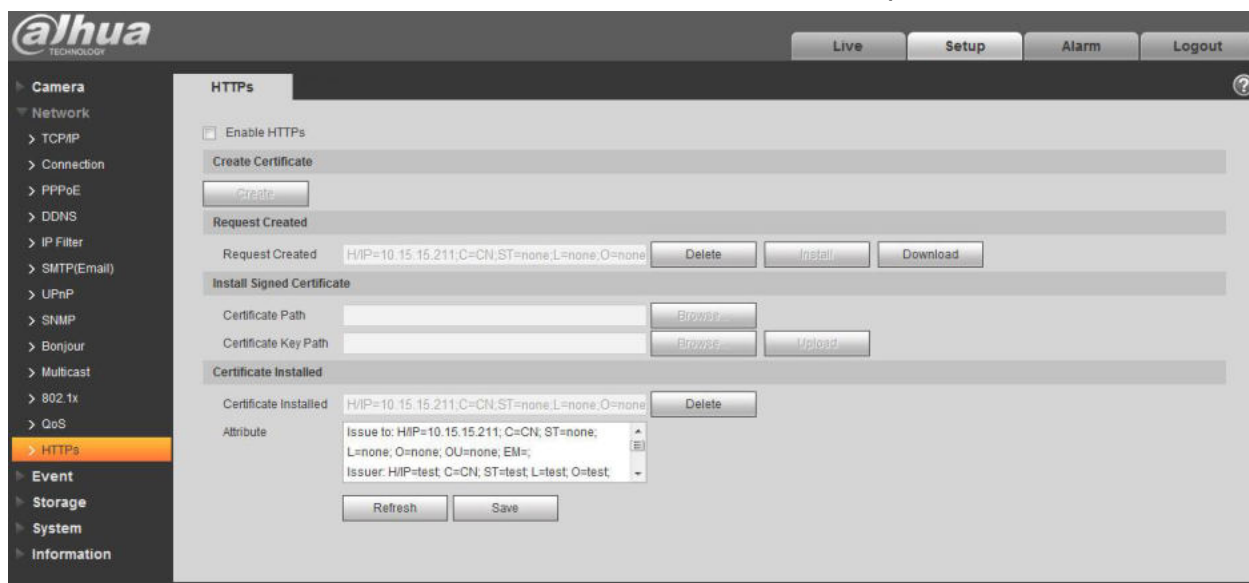 alhua
TECHNOLOGY
Live Setup Alarm Logout
Camera
Network
> TCP/IP
> Connection
> PPPoE
> DDNS
> IP Filter
> SMTP(Email)
> UPnP
> SNMP
> Bonjour
> Multicast
> 802.1x
> QoS
> HTTPs
Event
Storage
System
Information
HTTPs ?
Enable HTTPs
Create Certificate
Create
Request Created
Request Created H/IP=10.15.15.211;C=CN;ST=none;L=none;O=none Delete Install Download
Install Signed Certificate
Certificate Path Browse...
Certificate Key Path Browse... Upload
Certificate Installed
Certificate Installed H/IP=10.15.15.211;C=CN;ST=none;L=none;O=none Delete
Attribute Issue to: H/IP=10.15.15.211; C=CN; ST=none;
L=none; O=none; OU=none; EM=;
Issuer: H/IP=test; C=CN; ST=test; L=test; O=test;
Refresh Save